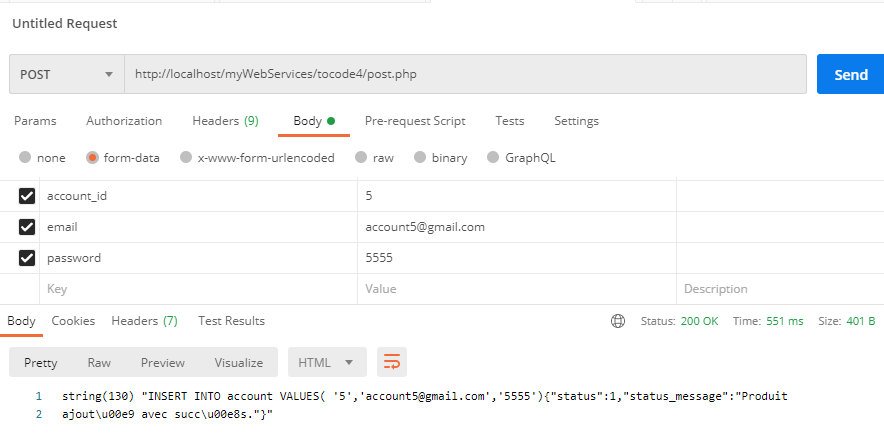 Untitled Request
POST http://localhost/myWebServices/tocode4/post.php Send
Params Authorization Headers (9) Body Pre-request Script Tests Settings
none form-data x-www-form-urlencoded raw binary GraphQL
account_id 5
email account5@gmail.com
password 5555
Key Value Description
Body Cookies Headers (7) Test Results Status: 200 OK Time: 551 ms Size: 401 B
Pretty Raw Preview Visualize HTML
1 string(130) "INSERT INTO account VALUES( '5','account5@gmail.com','5555'){"status":1,"status_message":"Produit
2 ajout\u00e9 avec succ\u00e8s."}"